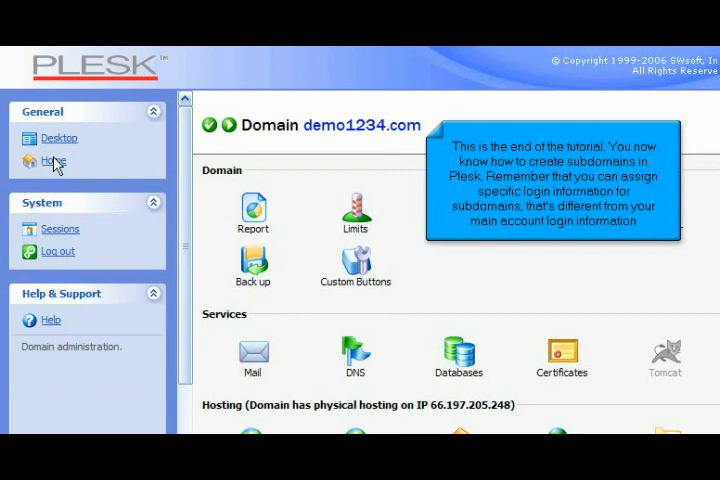 PLESK™
© Copyright 1999-2006 SWsoft, In
All Rights Reserve
General
Desktop
Home
System
Sessions
Log out
Help & Support
Help
Domain administration.
Domain demo1234.com
This is the end of the tutorial. You now
know how to create subdomains in
Plesk. Remember that you can assign
specific login information for
subdomains, that's different from your
main account login information
Domain
Report
Limits
Back up
Custom Buttons
Services
Mail
DNS
Databases
Certificates
Tomcat
Hosting (Domain has physical hosting on IP 66.197.205.248)